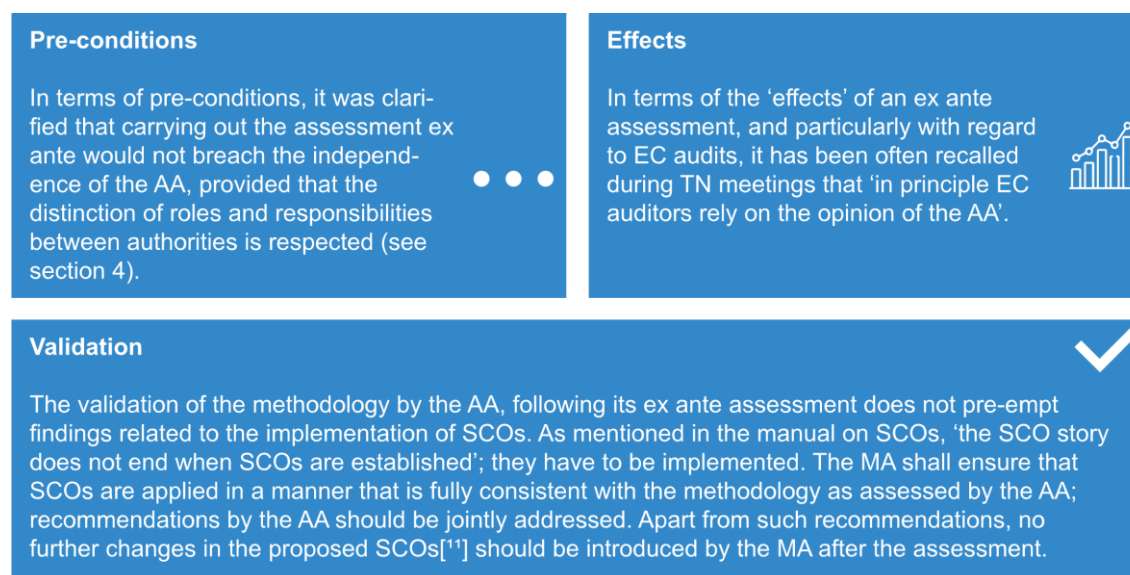 Pre-conditions
In terms of pre-conditions, it was clari-
fied that carrying out the assessment ex
ante would not breach the independ-
ence of the AA, provided that the
distinction of roles and responsibilities
between authorities is respected (see
section 4).
Effects
In terms of the ‘effects’ of an ex ante
assessment, and particularly with regard
to EC audits, it has been often recalled
during TN meetings that ‘in principle EC
auditors rely on the opinion of the AA’.
Validation
The validation of the methodology by the AA, following its ex ante assessment does not pre-empt
findings related to the implementation of SCOs. As mentioned in the manual on SCOs, ‘the SCO story
does not end when SCOs are established’; they have to be implemented. The MA shall ensure that
SCOs are applied in a manner that is fully consistent with the methodology as assessed by the AA;
recommendations by the AA should be jointly addressed. Apart from such recommendations, no
further changes in the proposed SCOs[¹¹] should be introduced by the MA after the assessment.